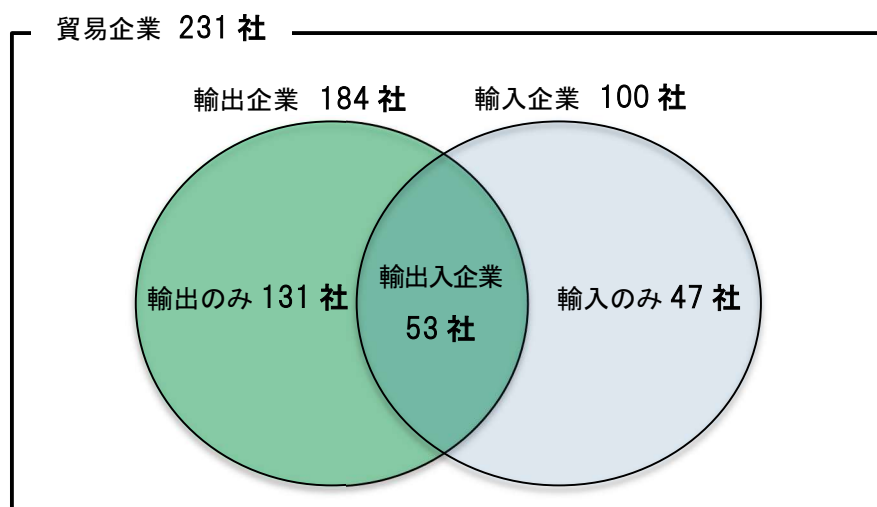 貿易企業 231 社
輸出企業 184 社
輸入企業 100 社
輸出のみ 131 社
輸出入企業
53 社
輸入のみ 47 社